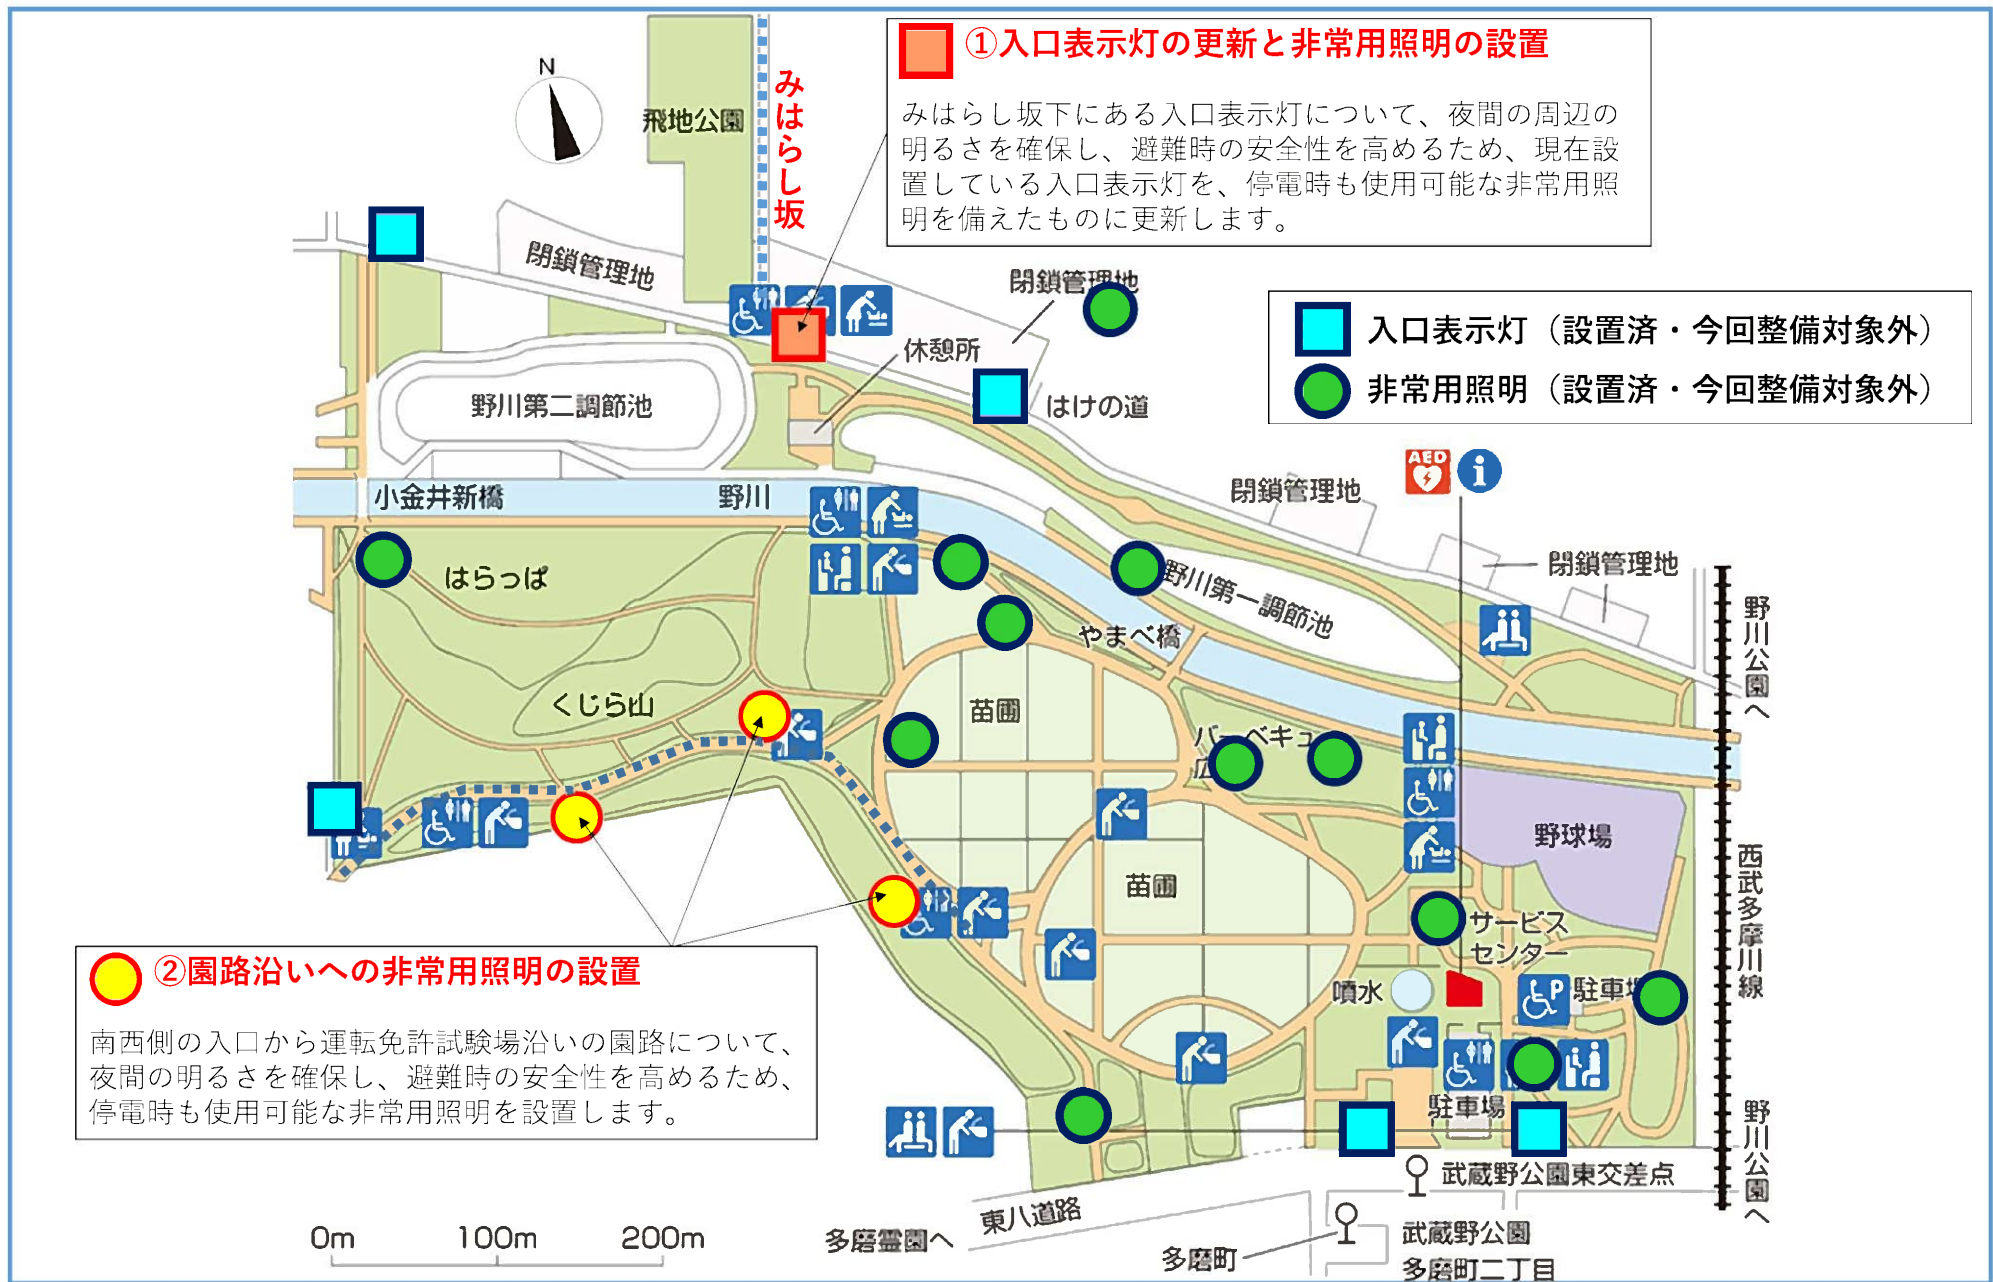 ①入口表示灯の更新と非常用照明の設置
みはらし坂下にある入口表示灯について、夜間の周辺の
明るさを確保し、避難時の安全性を高めるため、現在設
置している入口表示灯を、停電時も使用可能な非常用照
明を備えたものに更新します。
N
飛地公園
みはらし坂
閉鎖管理地
閉鎖管理地
入口表示灯（設置済・今回整備対象外）
非常用照明（設置済・今回整備対象外）
休憩所
はけの道
野川第二調節池
AED
i
閉鎖管理地
小金井新橋
野川
閉鎖管理地
はらっぱ
野川第一調節池
やまべ橋
野川公園へ
くじら山
苗圃
バーベキュー
広
野球場
苗圃
西武多摩川線
サービス
センター
②園路沿いへの非常用照明の設置
南西側の入口から運転免許試験場沿いの園路について、
夜間の明るさを確保し、避難時の安全性を高めるため、
停電時も使用可能な非常用照明を設置します。
噴水
P
駐車場
駐車場
野川公園へ
武蔵野公園東交差点
東八道路
0m
100m
200m
多磨霊園へ
多磨町
武蔵野公園
多磨町二丁目